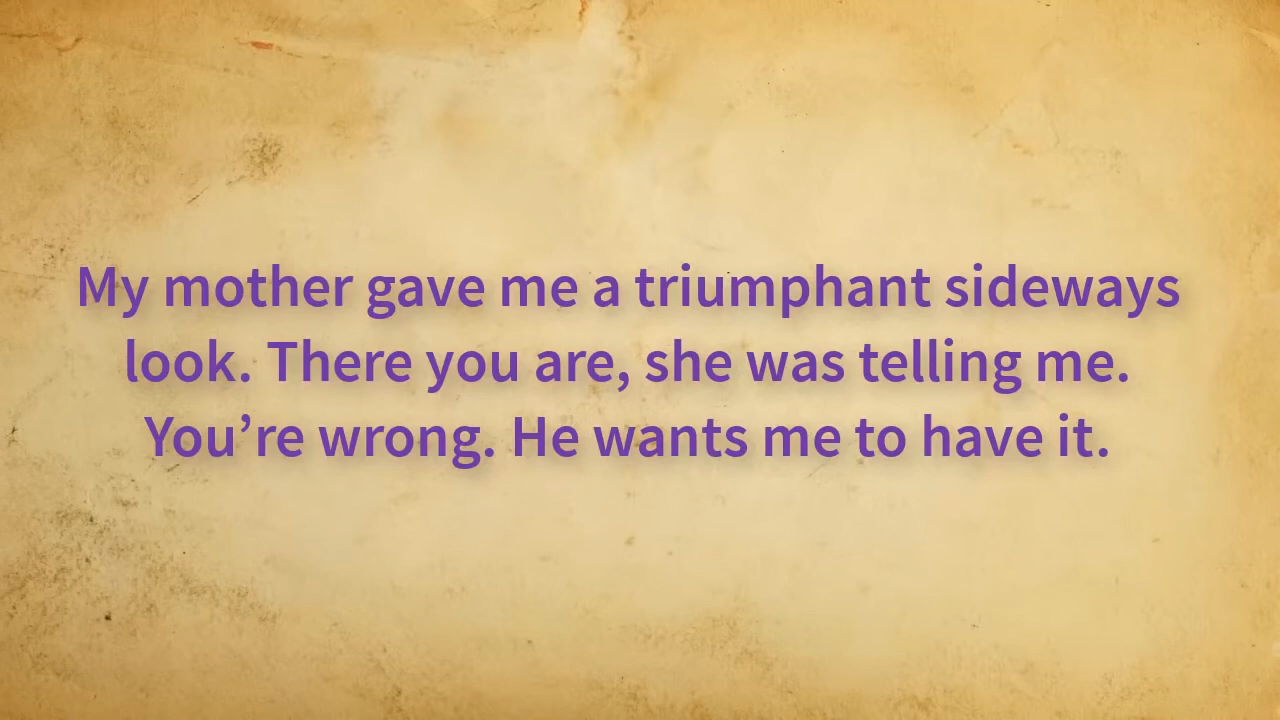 My mother gave me a triumphant sideways
look. There you are, she was telling me.
You’re wrong. He wants me to have it.